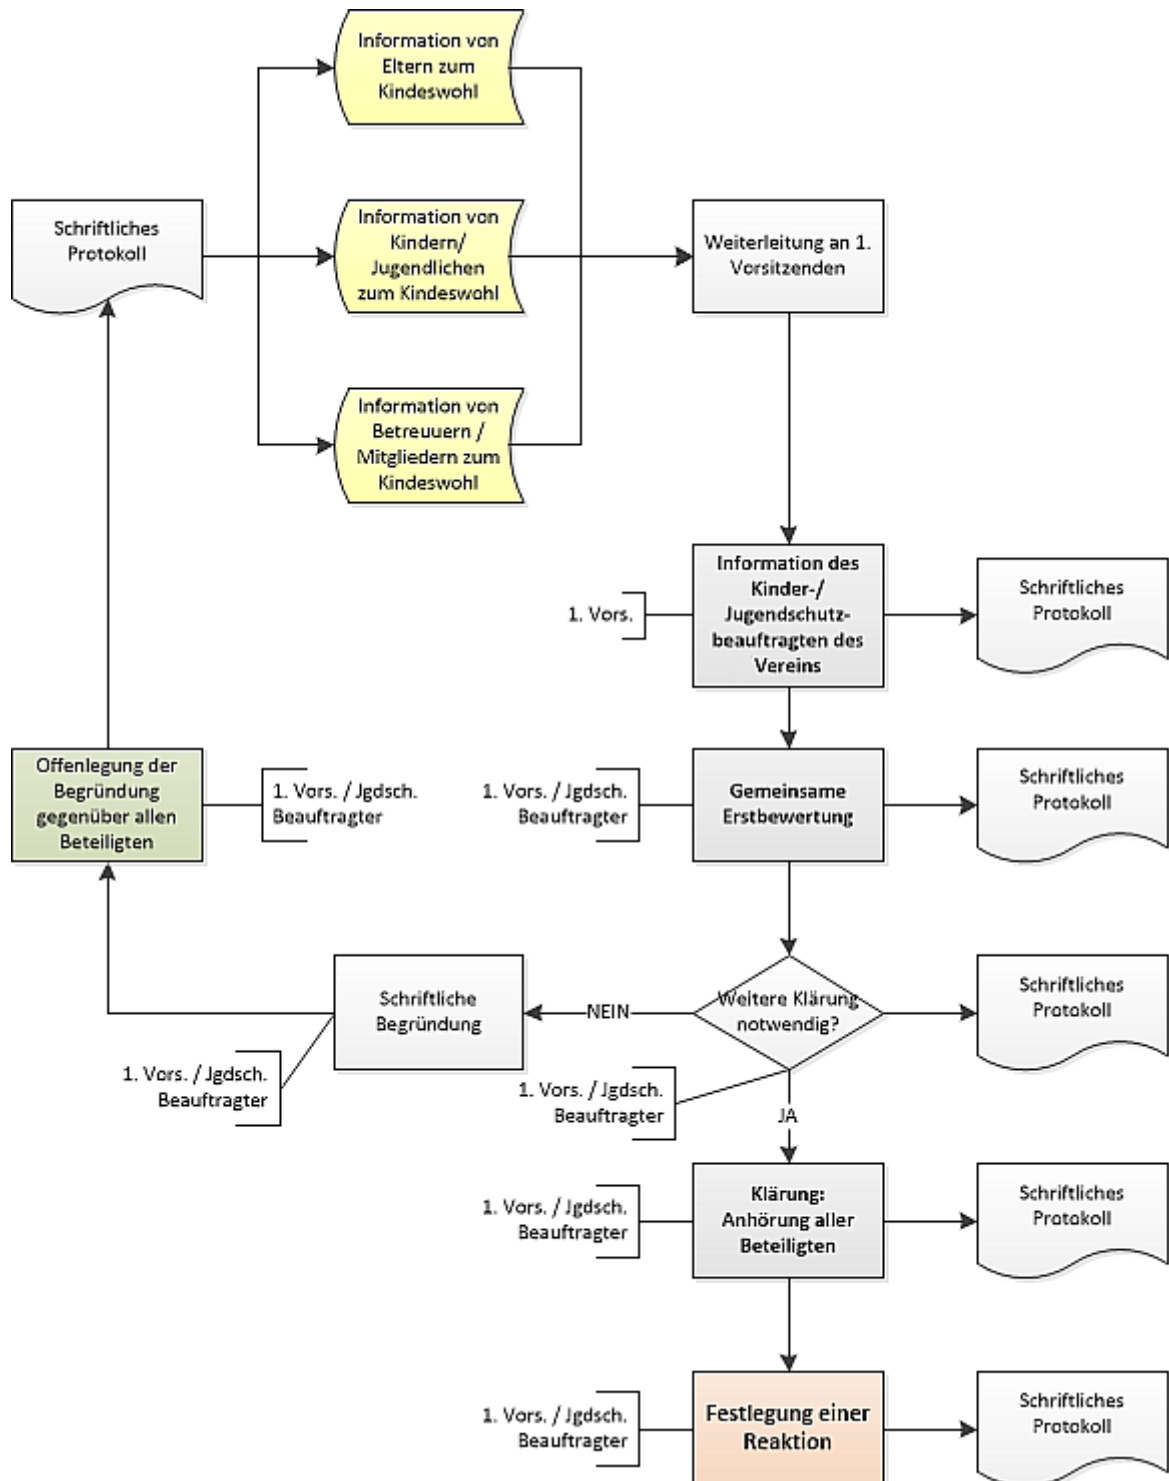 Information von
Eltern zum
Kindeswohl
Schriftliches
Protokoll
Information von
Kindern/
Jugendlichen
zum Kindeswohl
Weiterleitung an 1.
Vorsitzenden
Information von
Betreuuern /
Mitgliedern zum
Kindeswohl
1. Vors.
Information des
Kinder-/
Jugendschutz-
beauftragten des
Vereins
Schriftliches
Protokoll
Offenlegung der
Begründung
gegenüber allen
Beteiligten
1. Vors. / Jgdsch.
Beauftragter
1. Vors. / Jgdsch.
Beauftragter
Gemeinsame
Erstbewertung
Schriftliches
Protokoll
Schriftliche
Begründung
NEIN
Weitere Klärung
notwendig?
Schriftliches
Protokoll
1. Vors. / Jgdsch.
Beauftragter
1. Vors. / Jgdsch.
Beauftragter
JA
1. Vors. / Jgdsch.
Beauftragter
Klärung:
Anhörung aller
Beteiligten
Schriftliches
Protokoll
1. Vors. / Jgdsch.
Beauftragter
Festlegung einer
Reaktion
Schriftliches
Protokoll